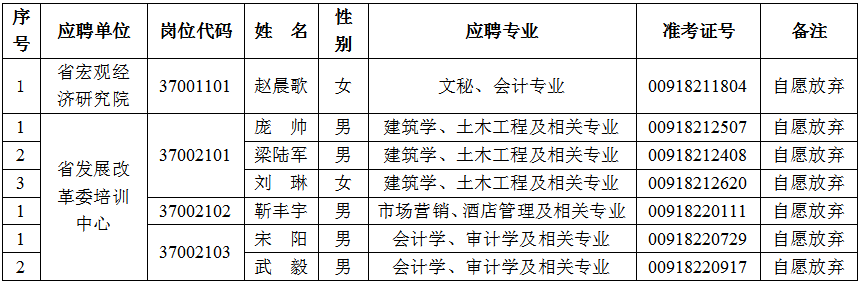 序号 应聘单位 岗位代码 姓 名 性别 应聘专业 准考证号 备注
1 省宏观经济研究院 37001101 赵晨歌 女 文秘、会计专业 00918211804 自愿放弃
1 省发展改革委培训中心 37002101 庞 帅 男 建筑学、土木工程及相关专业 00918212507 自愿放弃
2 梁陆军 男 建筑学、土木工程及相关专业 00918212408 自愿放弃
3 刘 琳 女 建筑学、土木工程及相关专业 00918212620 自愿放弃
1 37002102 靳丰宇 男 市场营销、酒店管理及相关专业 00918220111 自愿放弃
1 37002103 宋 阳 男 会计学、审计学及相关专业 00918220729 自愿放弃
2 武 毅 男 会计学、审计学及相关专业 00918220917 自愿放弃